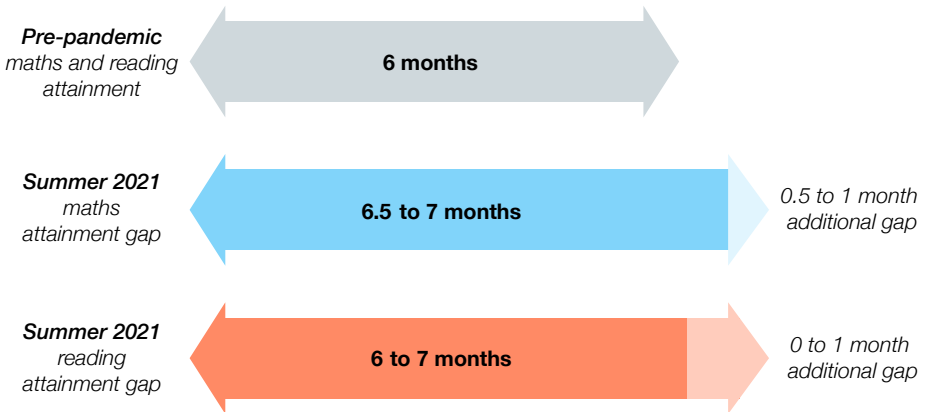 Pre-pandemic
maths and reading
attainment
6 months
Summer 2021
maths
attainment gap
6.5 to 7 months
0.5 to 1 month
additional gap
Summer 2021
reading
attainment gap
6 to 7 months
0 to 1 month
additional gap